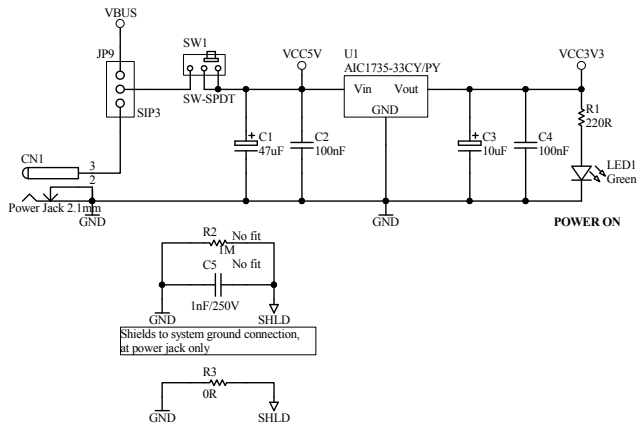 VBUS
JP9
SIP3
SW1
SW-SPDT
VCC5V
U1
AIC1735-33CY/PY
Vin
Vout
GND
VCC3V3
R1
220R
C1
47uF
C2
100nF
C3
10uF
C4
100nF
LED1
Green
CN1
3
2
Power Jack 2.1mm
GND
GND
POWER ON
R2
No fit
1M
C5
No fit
1nF/250V
GND
SHLD
Shields to system ground connection,
at power jack only
R3
0R
GND
SHLD